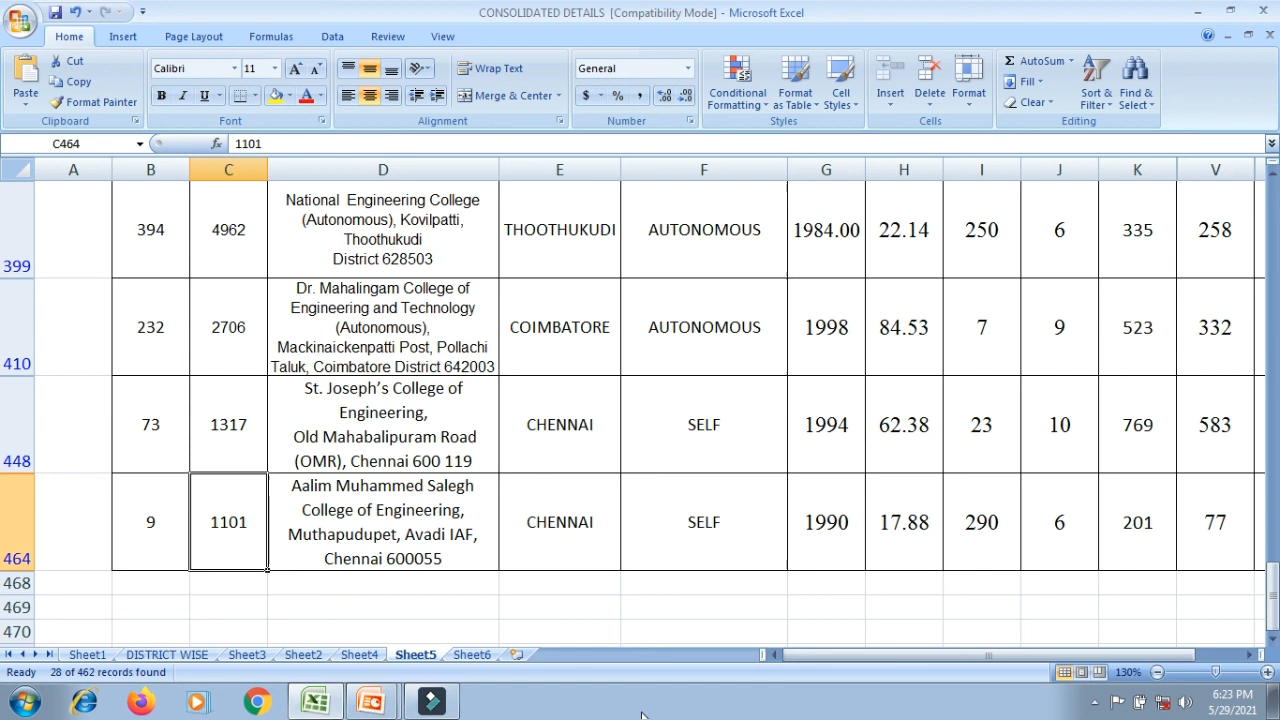 CONSOLIDATED DETAILS [Compatibility Mode] - Microsoft Excel
Home Insert Page Layout Formulas Data Review View
Paste Cut Copy Format Painter Clipboard
Calibri 11 A A B I U A Font
Wrap Text Merge & Center Alignment
General $ % , .0 .00 .00 .0 Number
Conditional Formatting Format as Table Cell Styles Styles
Insert Delete Format Cells
Σ AutoSum Fill Clear Sort & Filter Find & Select Editing
C464 fx 1101
A B C D E F G H I J K V
399 394 4962
National Engineering College
(Autonomous), Kovilpatti,
Thoothukudi
District 628503
THOOTHUKUDI AUTONOMOUS 1984.00 22.14 250 6 335 258
410 232 2706
Dr. Mahalingam College of
Engineering and Technology
(Autonomous),
Mackinaickenpatti Post, Pollachi
Taluk, Coimbatore District 642003
COIMBATORE AUTONOMOUS 1998 84.53 7 9 523 332
448 73 1317
St. Joseph’s College of
Engineering,
Old Mahabalipuram Road
(OMR), Chennai 600 119
CHENNAI SELF 1994 62.38 23 10 769 583
464 9 1101
Aalim Muhammed Salegh
College of Engineering,
Muthapudupet, Avadi IAF,
Chennai 600055
CHENNAI SELF 1990 17.88 290 6 201 77
468
469
470
Sheet1 DISTRICT WISE Sheet3 Sheet2 Sheet4 Sheet5 Sheet6
Ready 28 of 462 records found 130%
6:23 PM
5/29/2021